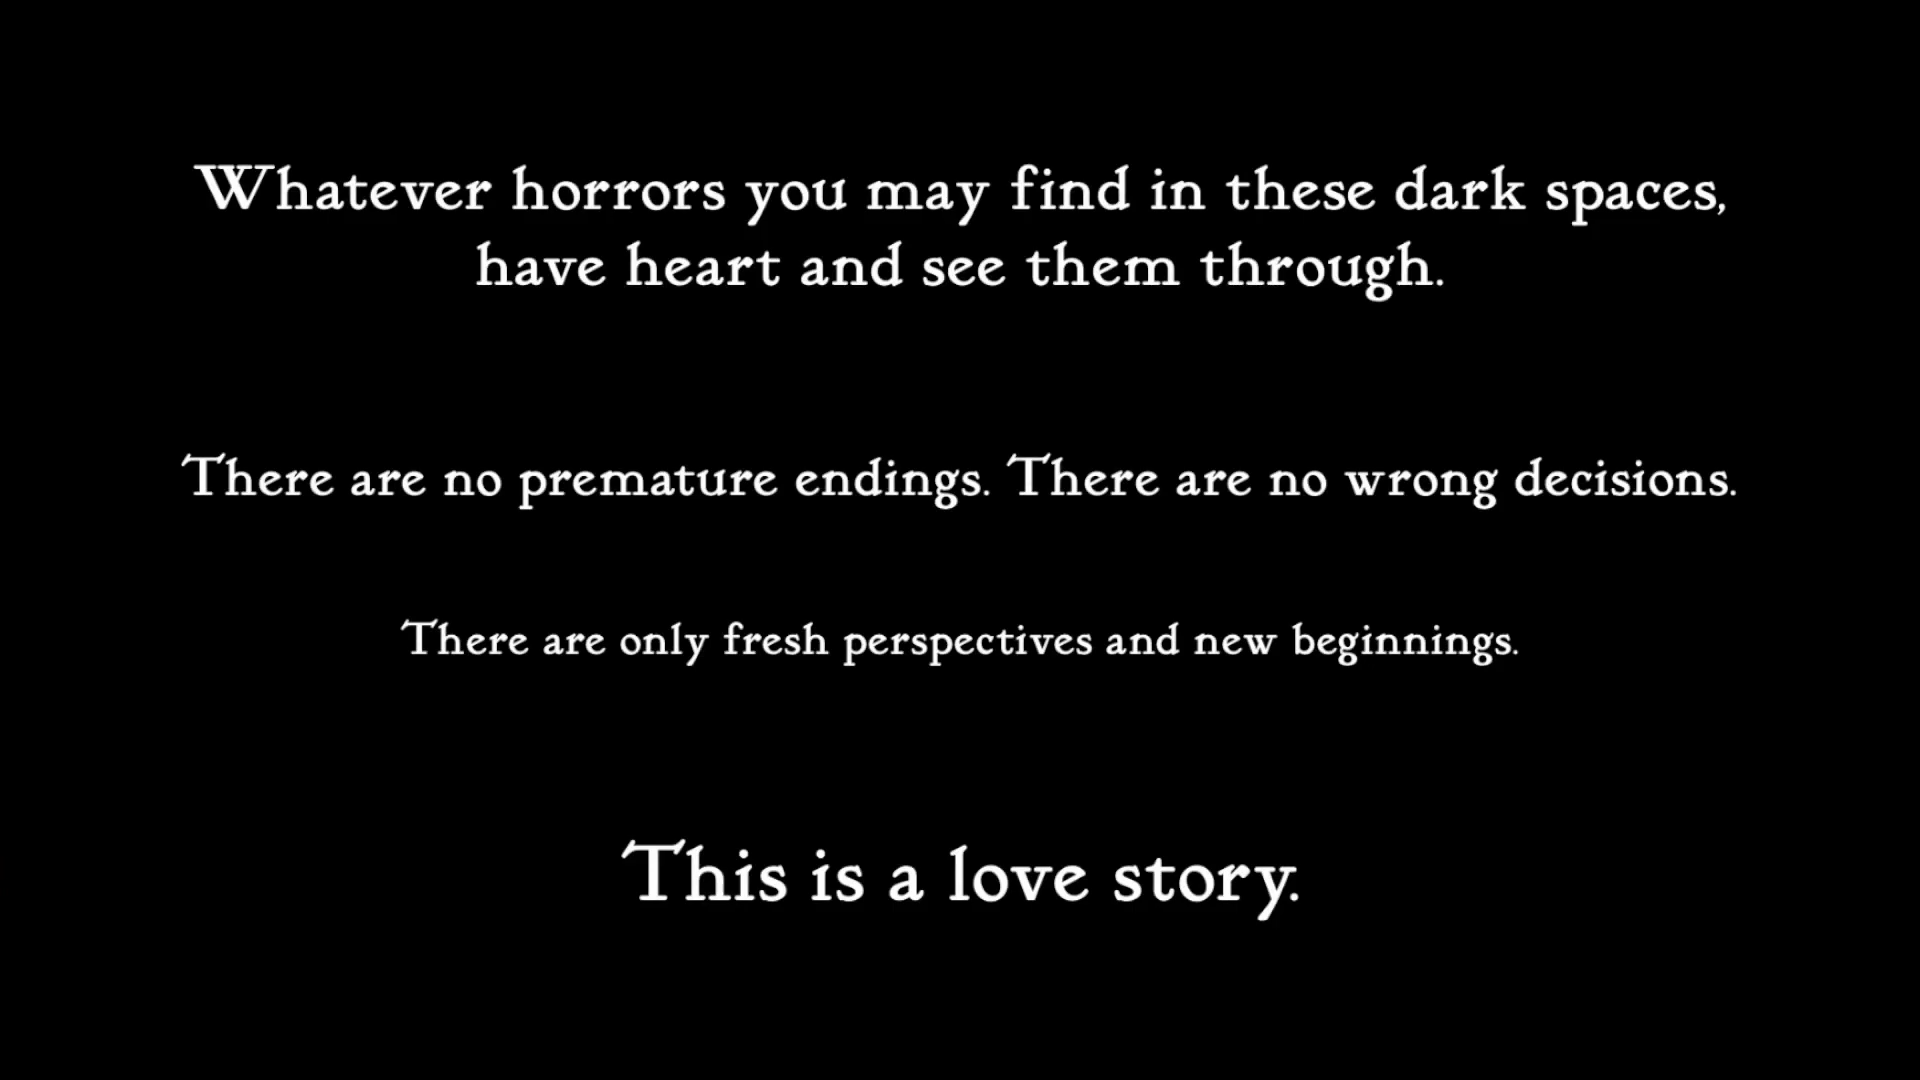 Whatever horrors you may find in these dark spaces,
have heart and see them through.
There are no premature endings. There are no wrong decisions.
There are only fresh perspectives and new beginnings.
This is a love story.